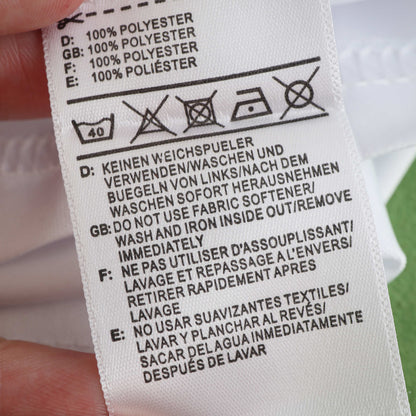 D: 100% POLYESTER
GB: 100% POLYESTER
F: 100% POLYESTER
E: 100% POLIÉSTER
40
D: KEINEN WEICHSPUELER
VERWENDEN/WASCHEN UND
BUEGELN VON LINKS/NACH DEM
WASCHEN SOFORT HERAUSNEHMEN
GB: DO NOT USE FABRIC SOFTENER/
WASH AND IRON INSIDE OUT/REMOVE
IMMEDIATELY
F: NE PAS UTILISER D'ASSOUPLISSANT/
LAVAGE ET REPASSAGE A L'ENVERS/
RETIRER RAPIDEMENT APRES
LAVAGE
E: NO USAR SUAVIZANTES TEXTILES/
LAVAR Y PLANCHAR AL REVÉS/
SACAR DEL AGUA INMEDIATAMENTE
DESPUÉS DE LAVAR